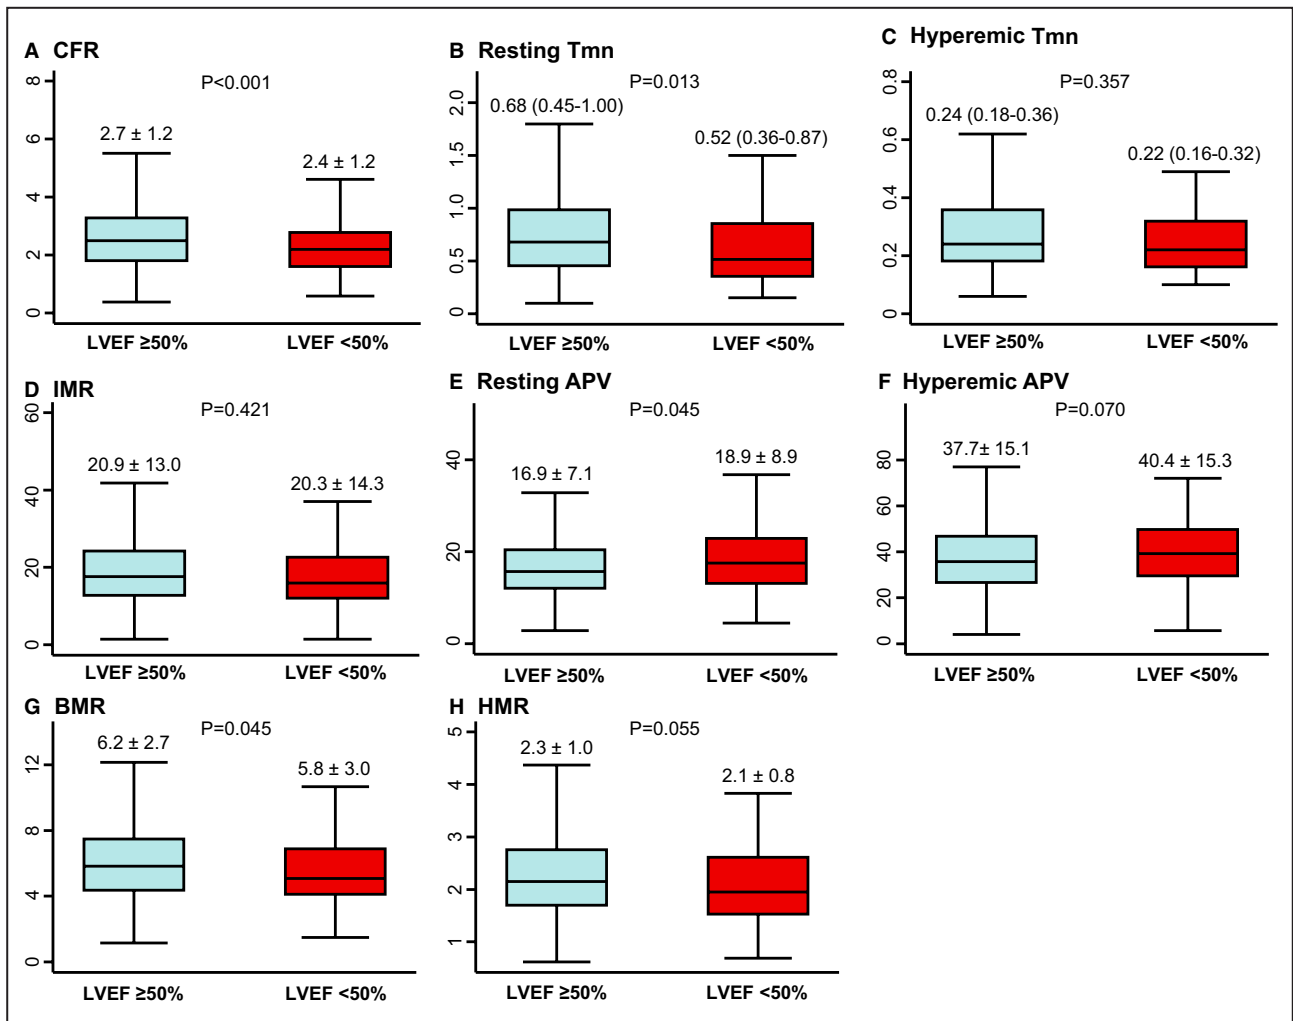 A CFR
P<0.001
8
6
4
2
0
2.7 ± 1.2
2.4 ± 1.2
LVEF ≥50%
LVEF <50%
B Resting Tmn
P=0.013
2.0
1.5
1.0
0.5
0
0.68 (0.45-1.00)
0.52 (0.36-0.87)
LVEF ≥50%
LVEF <50%
C Hyperemic Tmn
P=0.357
0.8
0.6
0.4
0.2
0
0.24 (0.18-0.36)
0.22 (0.16-0.32)
LVEF ≥50%
LVEF <50%
D IMR
P=0.421
60
40
20
0
20.9 ± 13.0
20.3 ± 14.3
LVEF ≥50%
LVEF <50%
E Resting APV
P=0.045
40
20
0
16.9 ± 7.1
18.9 ± 8.9
LVEF ≥50%
LVEF <50%
F Hyperemic APV
P=0.070
80
60
40
20
0
37.7± 15.1
40.4 ± 15.3
LVEF ≥50%
LVEF <50%
G BMR
P=0.045
12
8
4
0
6.2 ± 2.7
5.8 ± 3.0
LVEF ≥50%
LVEF <50%
H HMR
P=0.055
5
4
3
2
1
2.3 ± 1.0
2.1 ± 0.8
LVEF ≥50%
LVEF <50%